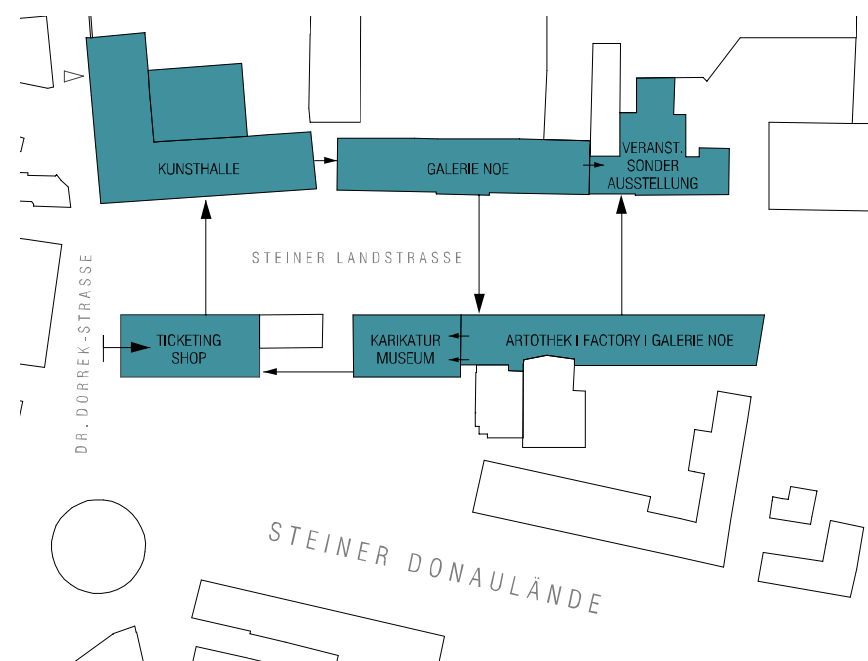 KUNSTHALLE
GALERIE NOE
VERANST.
SONDER
AUSSTELLUNG
STEINER LANDSTRASSE
DR. DORREK-STRASSE
TICKETING
SHOP
KARIKATUR
MUSEUM
ARTOTHEK I FACTORY I GALERIE NOE
STEINER DONAULÄNDE